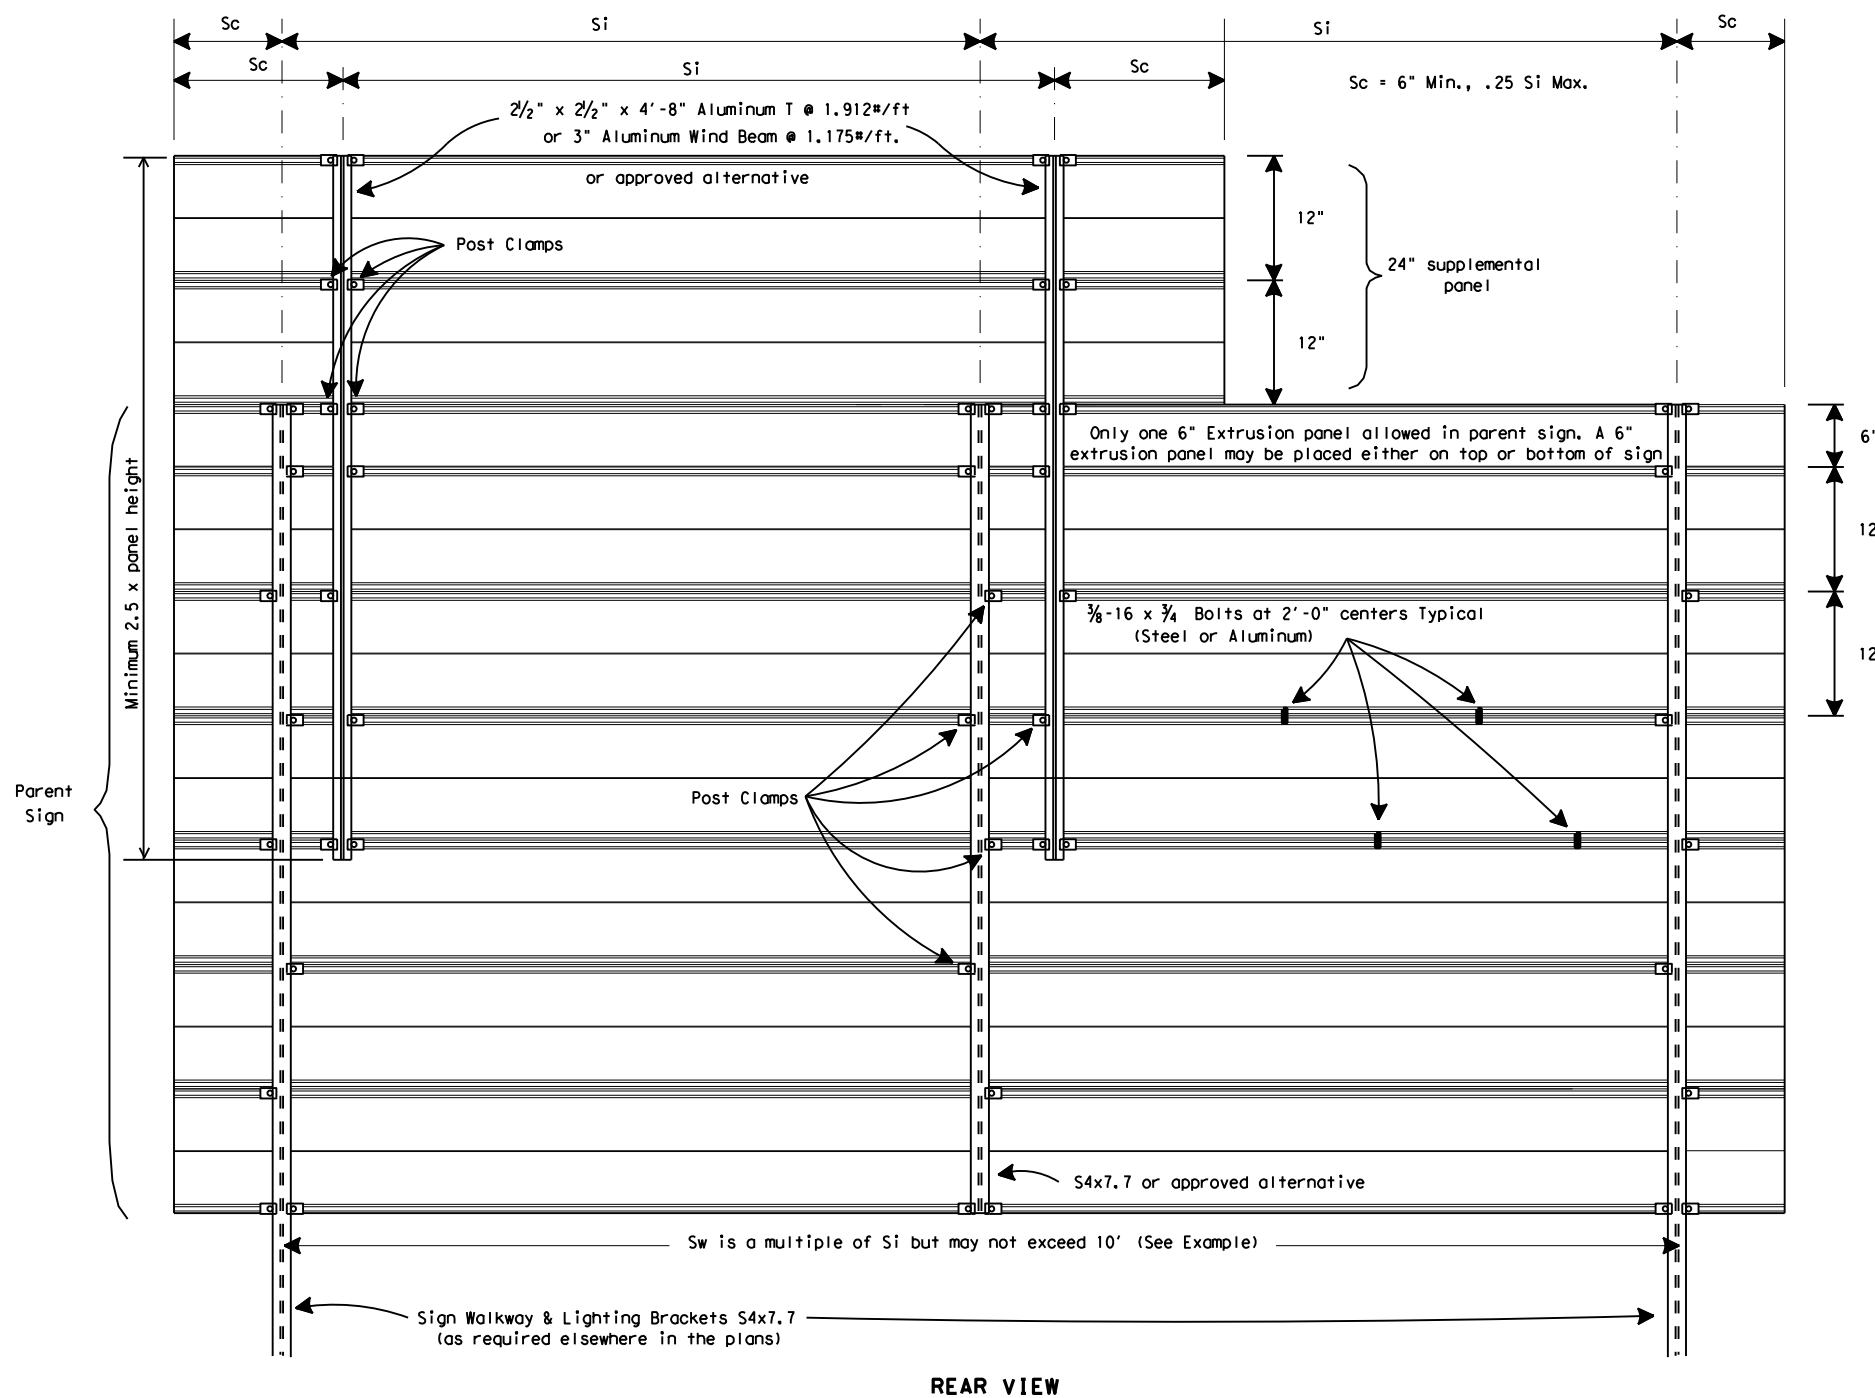 Sc
Si
Si
Sc
Sc
Si
Sc
Sc = 6" Min., .25 Si Max.
2½" x 2½" x 4'-8" Aluminum T @ 1.912#/ft
or 3" Aluminum Wind Beam @ 1.175#/ft.
or approved alternative
12"
Post Clamps
24" supplemental
panel
12"
Only one 6" Extrusion panel allowed in parent sign. A 6"
extrusion panel may be placed either on top or bottom of sign
6"
Minimum 2.5 x panel height
12
⅜-16 x ¾ Bolts at 2'-0" centers Typical
(Steel or Aluminum)
12
Parent
Sign
Post Clamps
S4x7.7 or approved alternative
Sw is a multiple of Si but may not exceed 10' (See Example)
Sign Walkway & Lighting Brackets S4x7.7
(as required elsewhere in the plans)
REAR VIEW